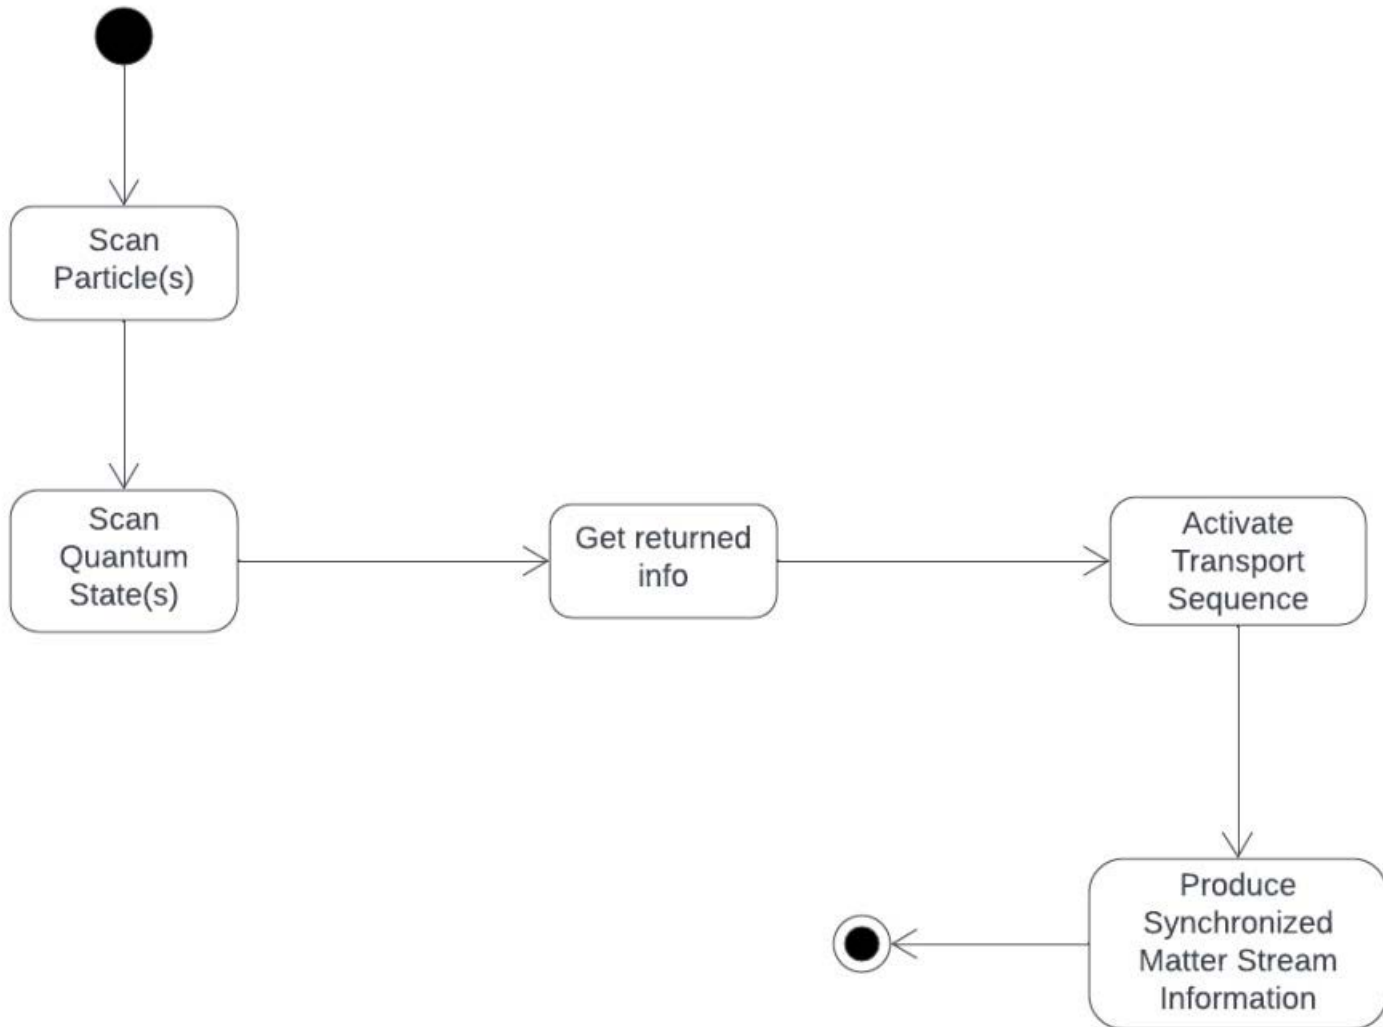 Scan
Particle(s)
Scan
Quantum
State(s)
Get returned
info
Activate
Transport
Sequence
Produce
Synchronized
Matter Stream
Information